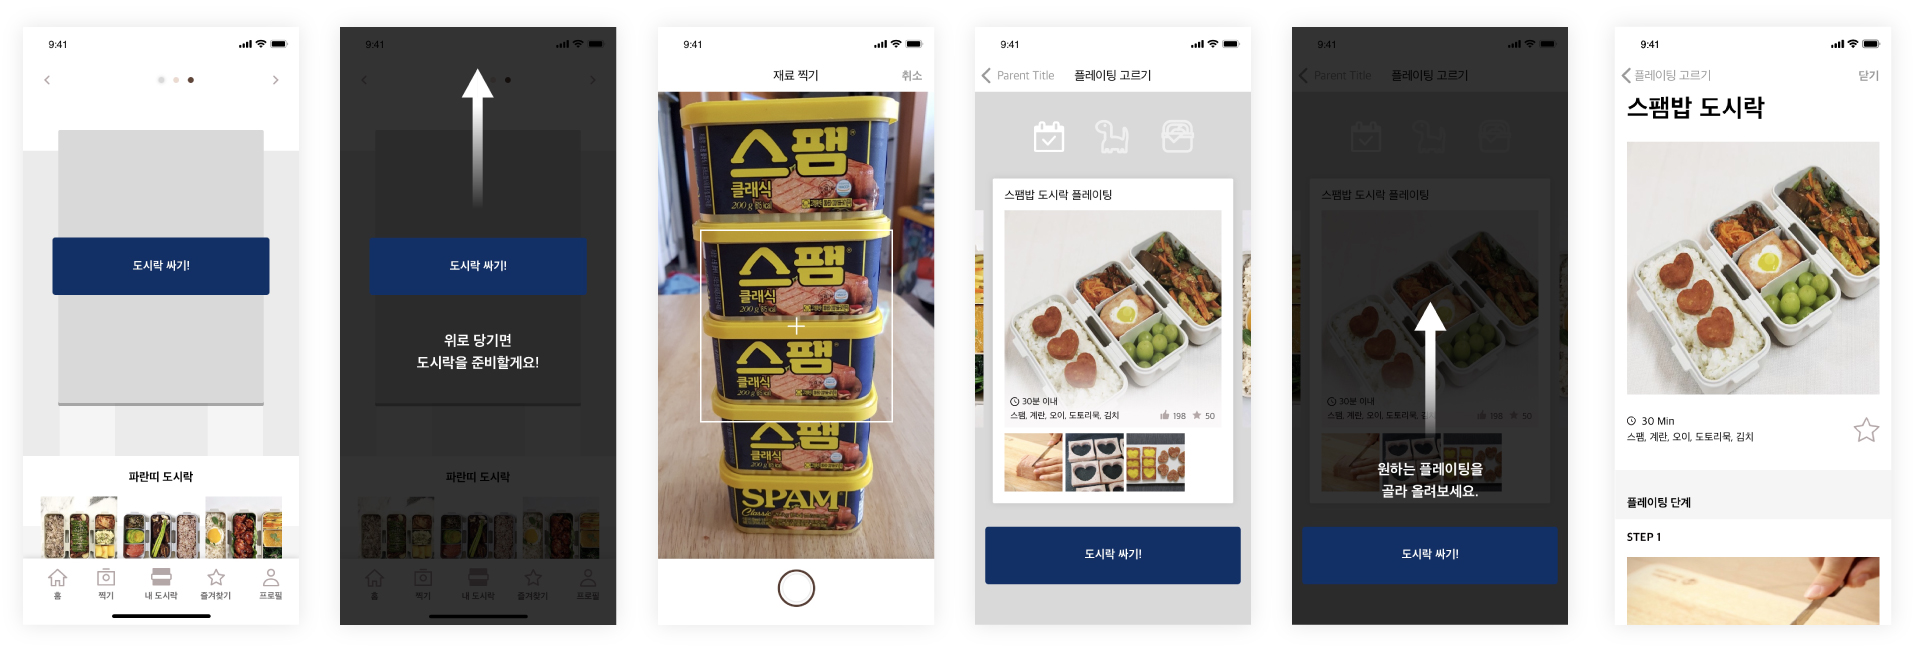 9:41
도시락 싸기!
파란띠 도시락
홈
찍기
내 도시락
즐겨찾기
프로필
9:41
도시락 싸기!
위로 당기면
도시락을 준비할게요!
파란띠 도시락
홈
찍기
내 도시락
즐겨찾기
프로필
9:41
재료 찍기
취소
스팸
클래식
200 g
스팸
클래식
200 g
스팸
클래식
200 g
스팸
클래식
SPAM
Classic
9:41
Parent Title
플레이팅 고르기
스팸밥 도시락 플레이팅
30분 이내
스팸, 계란, 오이, 도토리묵, 김치
198
50
도시락 싸기!
9:41
Parent Title
플레이팅 고르기
스팸밥 도시락 플레이팅
30분 이내
스팸, 계란, 오이, 도토리묵, 김치
198
50
원하는 플레이팅을
골라 올려보세요.
도시락 싸기!
9:41
플레이팅 고르기
닫기
스팸밥 도시락
30 Min
스팸, 계란, 오이, 도토리묵, 김치
플레이팅 단계
STEP 1